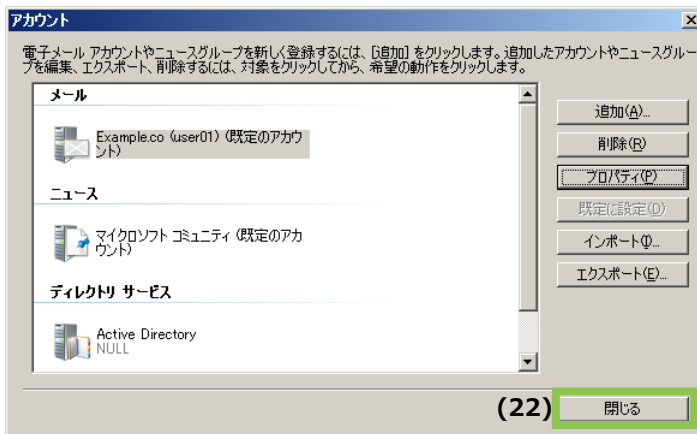 アカウント
電子メール アカウントやニュースグループを新しく登録するには、[追加] をクリックします。追加したアカウントやニュースグルー
プを編集、エクスポート、削除するには、対象をクリックしてから、希望の動作をクリックします。
メール
Example.co (user01) (既定のアカウ
ント)
ニュース
マイクロソフト コミュニティ (既定のアカ
ウント)
ディレクトリ サービス
Active Directory
NULL
追加(A)...
削除(R)
プロパティ(P)
既定に設定(D)
インポート(I)...
エクスポート(E)...
(22) 閉じる